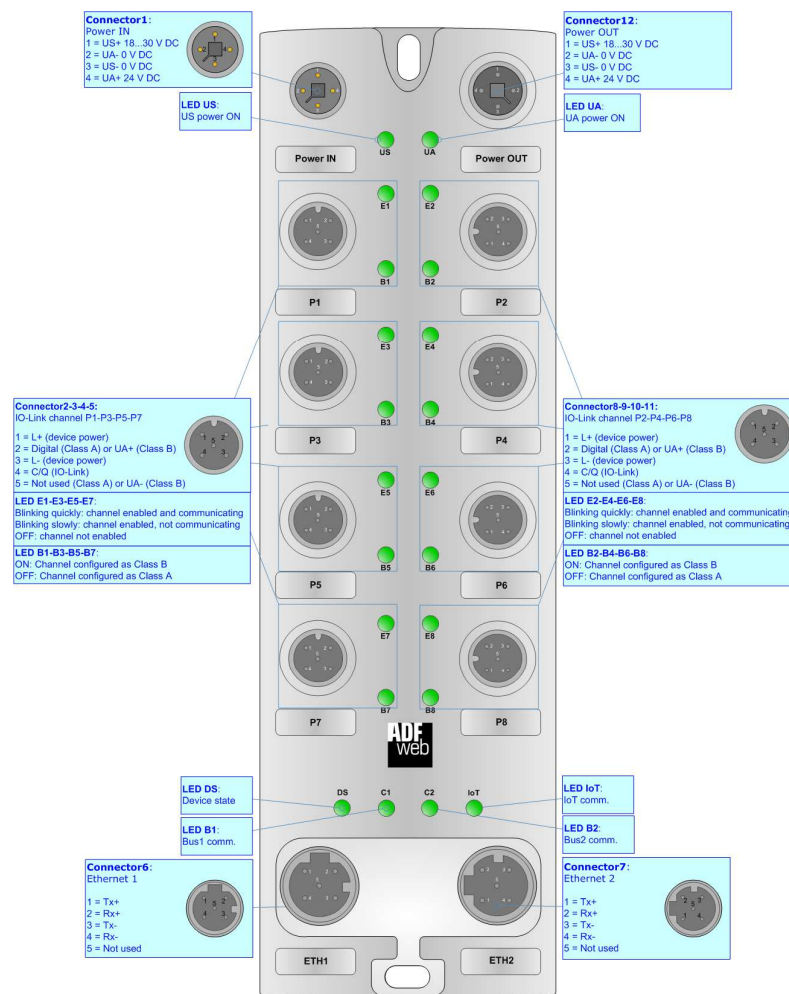 Connector1:
Power IN
1 = US+ 18...30 V DC
2 = UA- 0 V DC
3 = US- 0 V DC
4 = UA+ 24 V DC
Connector12:
Power OUT
1 = US+ 18...30 V DC
2 = UA- 0 V DC
3 = US- 0 V DC
4 = UA+ 24 V DC
LED US:
US power ON
LED UA:
UA power ON
US
UA
Power IN
Power OUT
E1
E2
B1
B2
P1
P2
E3
E4
B3
B4
P3
P4
Connector2-3-4-5:
IO-Link channel P1-P3-P5-P7
1 = L+ (device power)
2 = Digital (Class A) or UA+ (Class B)
3 = L- (device power)
4 = C/Q (IO-Link)
5 = Not used (Class A) or UA- (Class B)
LED E1-E3-E5-E7:
Blinking quickly: channel enabled and communicating
Blinking slowly: channel enabled, not communicating
OFF: channel not enabled
LED B1-B3-B5-B7:
ON: Channel configured as Class B
OFF: Channel configured as Class A
Connector8-9-10-11:
IO-Link channel P2-P4-P6-P8
1 = L+ (device power)
2 = Digital (Class A) or UA+ (Class B)
3 = L- (device power)
4 = C/Q (IO-Link)
5 = Not used (Class A) or UA- (Class B)
LED E2-E4-E6-E8:
Blinking quickly: channel enabled and communicating
Blinking slowly: channel enabled, not communicating
OFF: channel not enabled
LED B2-B4-B6-B8:
ON: Channel configured as Class B
OFF: Channel configured as Class A
E5
E6
B5
B6
P5
P6
E7
E8
B7
B8
P7
P8
ADF
web
LED DS:
Device state
LED B1:
Bus1 comm.
DS
C1
C2
IoT
LED IoT:
IoT comm.
LED B2:
Bus2 comm.
Connector6:
Ethernet 1
1 = Tx+
2 = Rx+
3 = Tx-
4 = Rx-
5 = Not used
Connector7:
Ethernet 2
1 = Tx+
2 = Rx+
3 = Tx-
4 = Rx-
5 = Not used
ETH1
ETH2